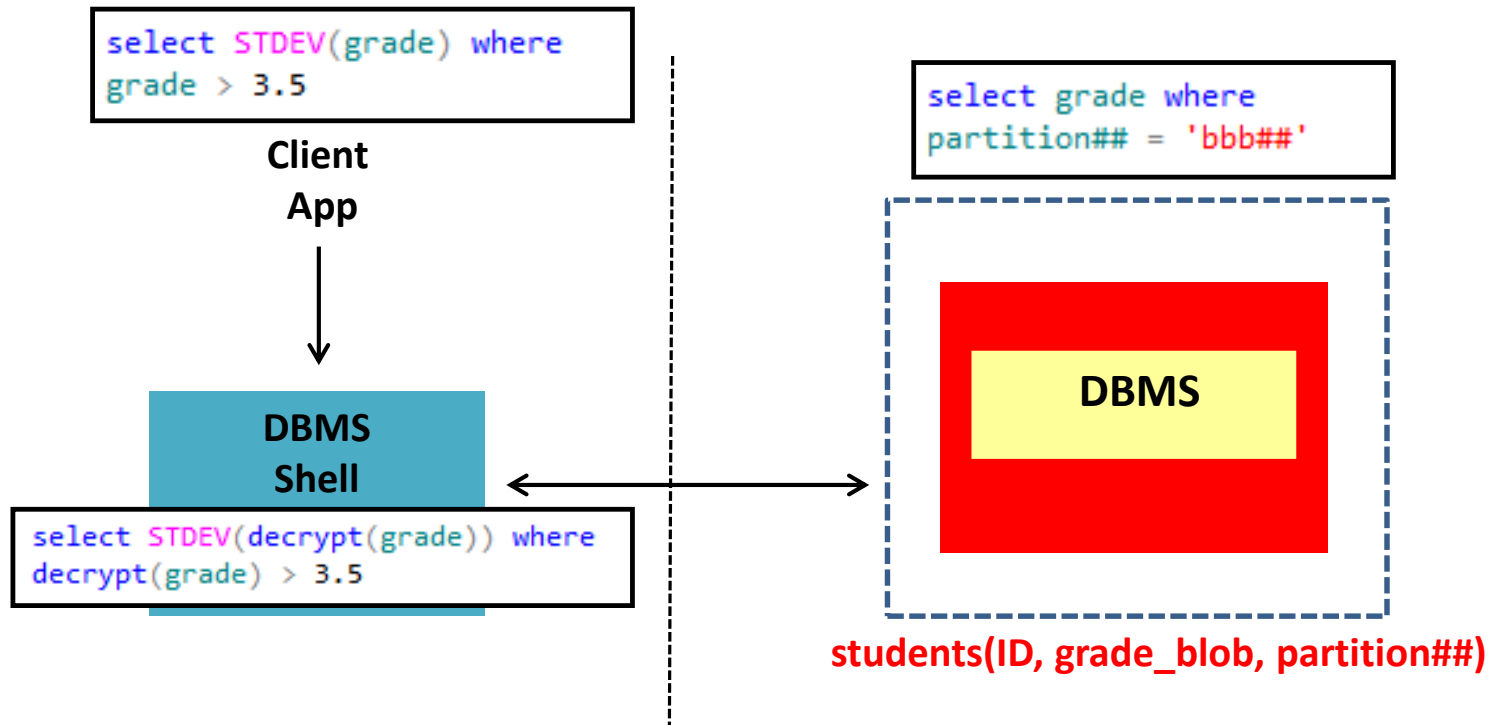 select STDEV(grade) where
grade > 3.5
Client
App
DBMS
Shell
select STDEV(decrypt(grade)) where
decrypt(grade) > 3.5
select grade where
partition## = 'bbb##'
DBMS
students(ID, grade_blob, partition##)